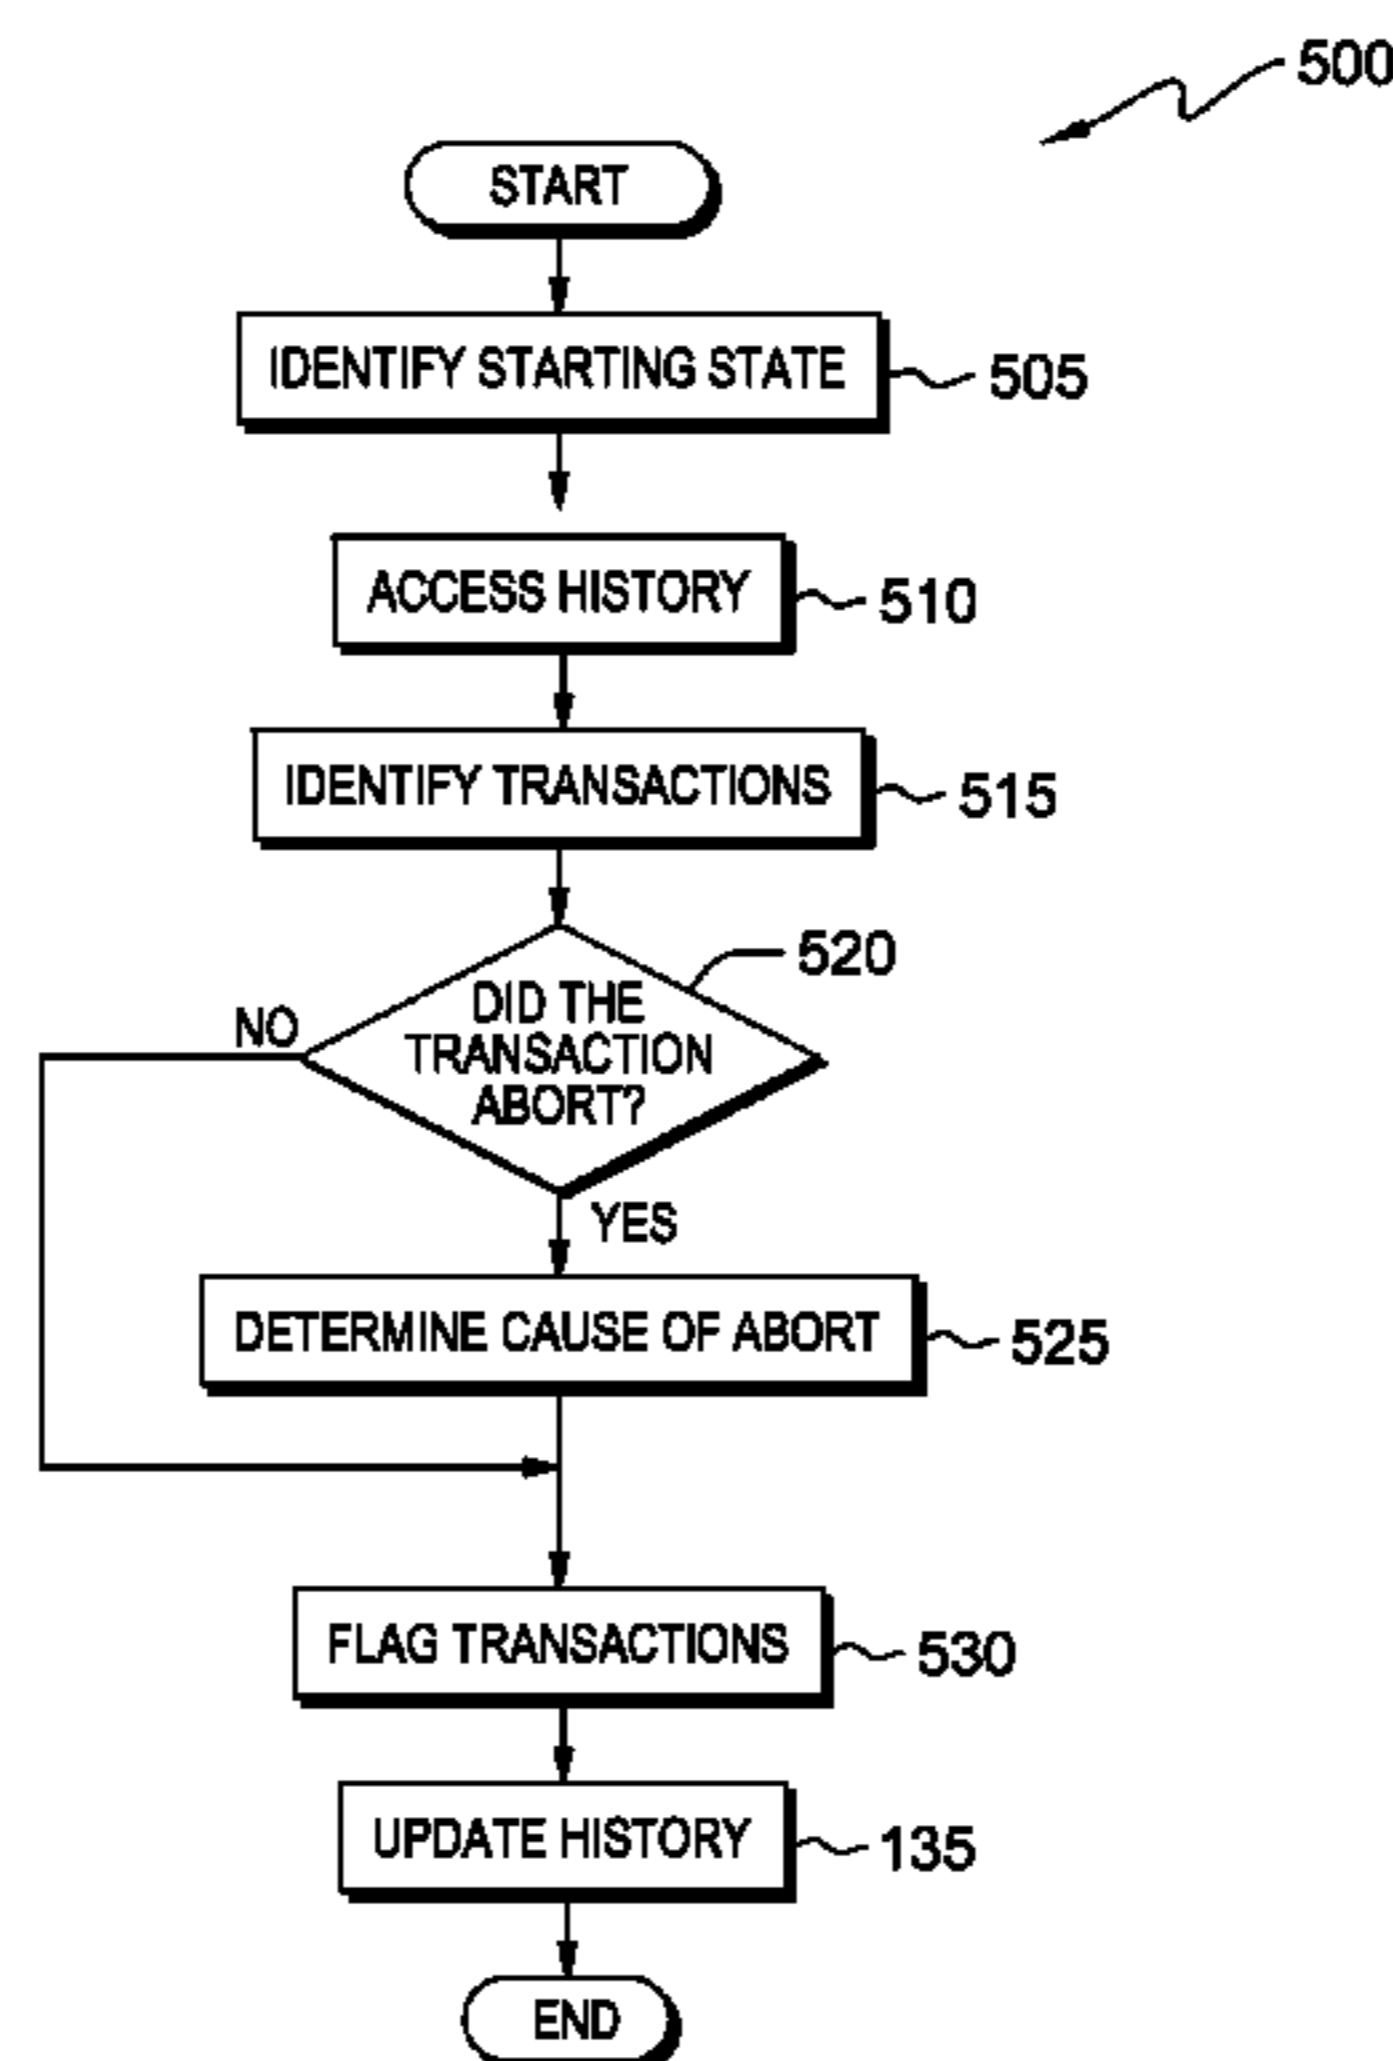 500
START
IDENTIFY STARTING STATE
505
ACCESS HISTORY
510
IDENTIFY TRANSACTIONS
515
520
DID THE
TRANSACTION
ABORT?
NO
YES
DETERMINE CAUSE OF ABORT
525
FLAG TRANSACTIONS
530
UPDATE HISTORY
135
END